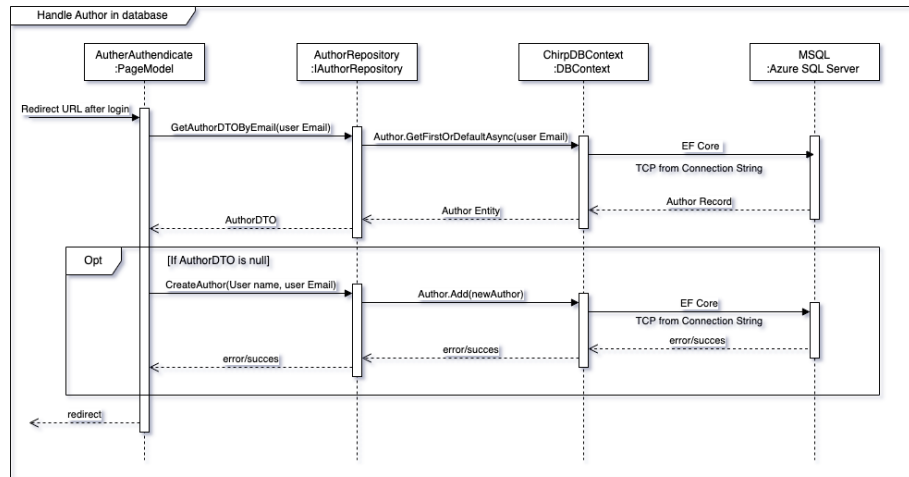 Handle Author in database
AutherAuthendicate
:PageModel
AuthorRepository
:IAuthorRepository
ChirpDBContext
:DBContext
MSQL
:Azure SQL Server
Redirect URL after login
GetAuthorDTOByEmail(user Email)
Author.GetFirstOrDefaultAsync(user Email)
EF Core
TCP from Connection String
Author Record
Author Entity
AuthorDTO
Opt
[If AuthorDTO is null]
CreateAuthor(User name, user Email)
Author.Add(newAuthor)
EF Core
TCP from Connection String
error/succes
error/succes
error/succes
redirect